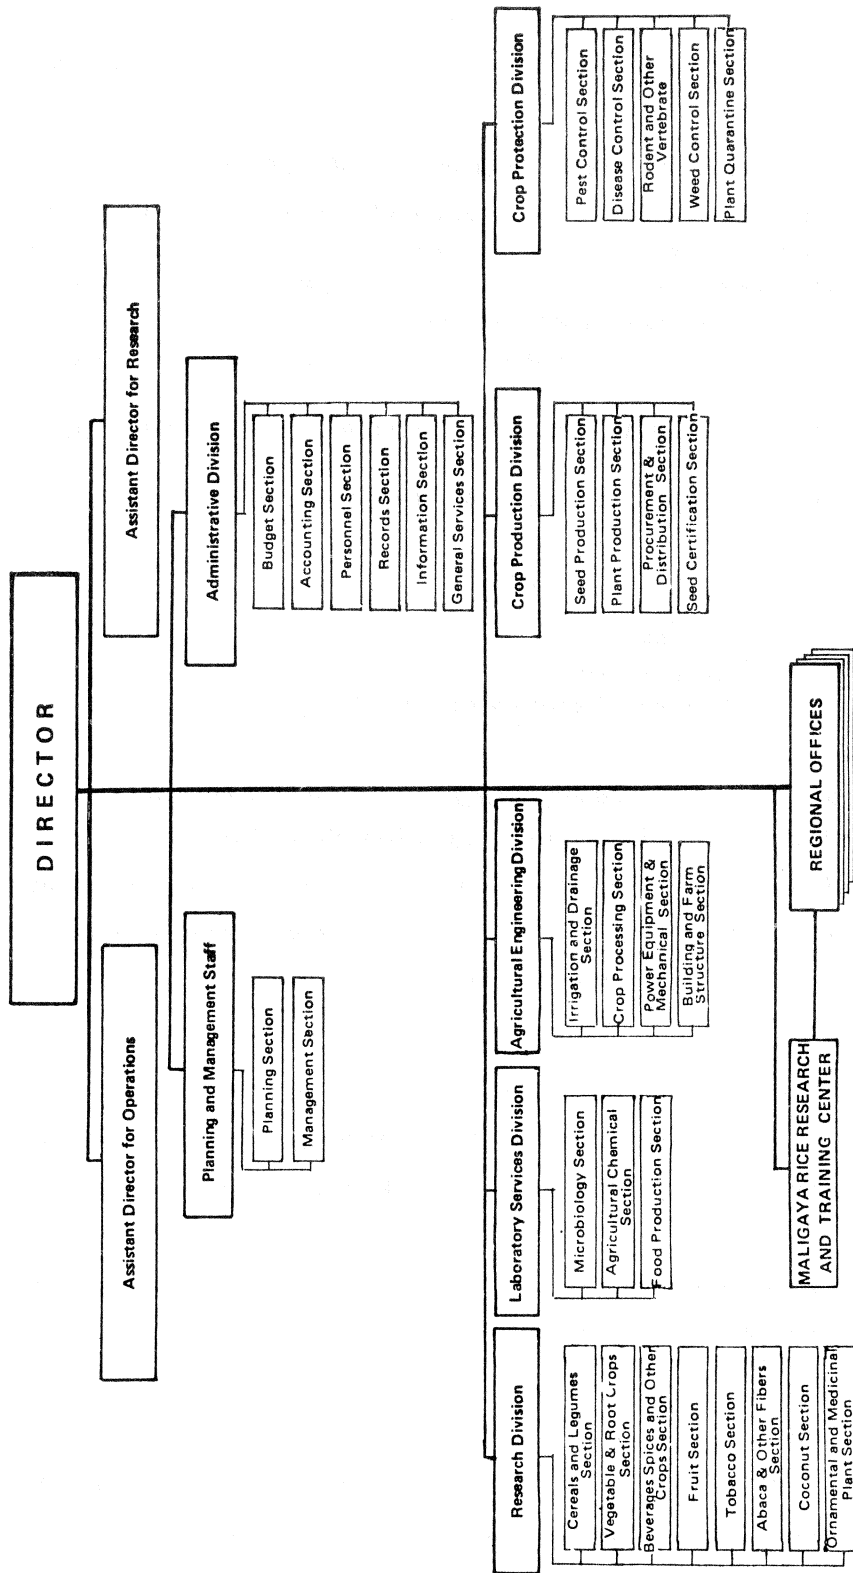 DIRECTOR
Assistant Director for Operations
Assistant Director for Research
Planning and Management Staff
Planning Section
Management Section
Administrative Division
Budget Section
Accounting Section
Personnel Section
Records Section
Information Section
General Services Section
Research Division
Cereals and Legumes
Section
Vegetable & Root Crops
Section
Beverages Spices and Other
Crops Section
Fruit Section
Tobacco Section
Abaca & Other Fibers
Section
Coconut Section
Ornamental and Medicinal
Plant Section
Laboratory Services Division
Microbiology Section
Agricultural Chemical
Section
Food Production Section
Agricultural Engineering Division
Irrigation and Drainage
Section
Crop Processing Section
Power Equipment &
Mechanical Section
Building and Farm
Structure Section
Crop Production Division
Seed Production Section
Plant Production Section
Procurement &
Distribution Section
Seed Certification Section
Crop Protection Division
Pest Control Section
Disease Control Section
Rodent and Other
Vertebrate
Weed Control Section
Plant Quarantine Section
MALIGAYA RICE RESEARCH
AND TRAINING CENTER
REGIONAL OFFICES